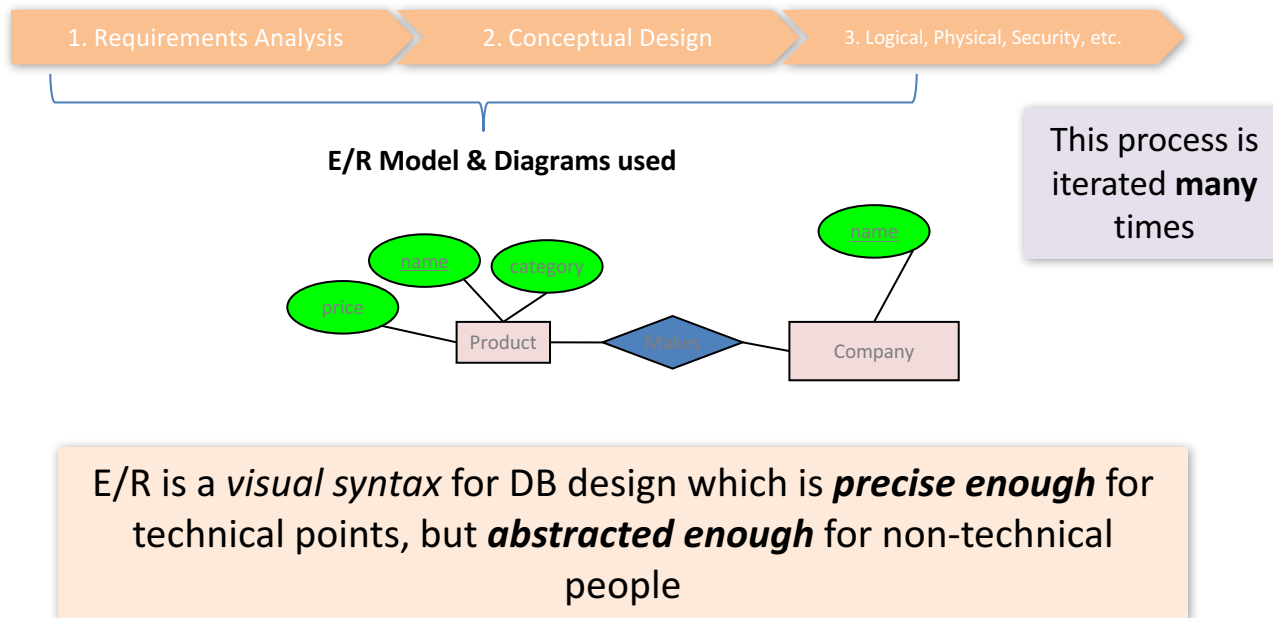 1. Requirements Analysis
2. Conceptual Design
3. Logical, Physical, Security, etc.
E/R Model & Diagrams used
This process is
iterated many
times
name
name
category
price
Product
Makes
Company
E/R is a visual syntax for DB design which is precise enough for
technical points, but abstracted enough for non-technical
people